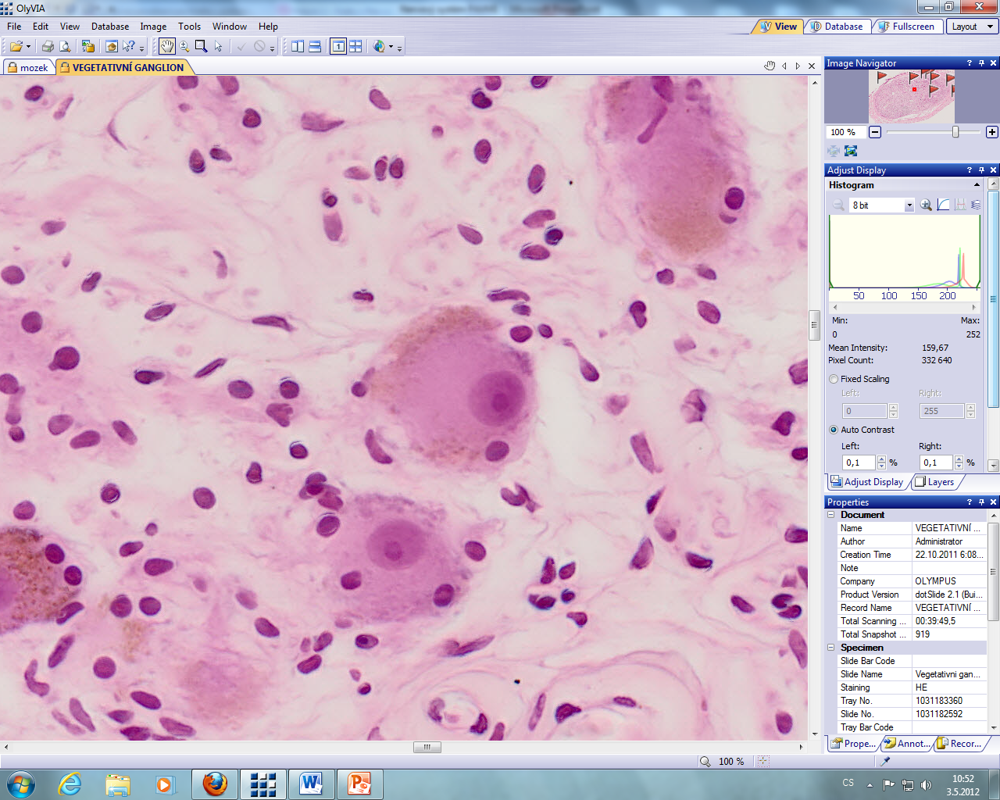 OlyVIA
File Edit View Database Image Tools Window Help
View Database Fullscreen Layout
mozek VEGETATIVNÍ GANGLION
Image Navigator
100 %
Adjust Display
Histogram
8 bit
50 100 150 200
Min: Max:
0 252
Mean Intensity: 159,67
Pixel Count: 332 640
Fixed Scaling
Left: Right:
0 255
Auto Contrast
Left: Right:
0,1 % 0,1 %
Adjust Display Layers
Properties
Document
Name VEGETATIVNÍ ...
Author Administrator
Creation Time 22.10.2011 6:08...
Note
Company OLYMPUS
Product Version dotSlide 2.1 (Bui...
Record Name VEGETATIVNÍ ...
Total Scanning ... 00:39:49,5
Total Snapshot ... 919
Specimen
Slide Bar Code
Slide Name Vegetativni gan...
Staining HE
Tray No. 1031183360
Slide No. 1031182592
Tray Bar Code
Prope... Annot... Recor...
100 %
CS 10:52
3.5.2012